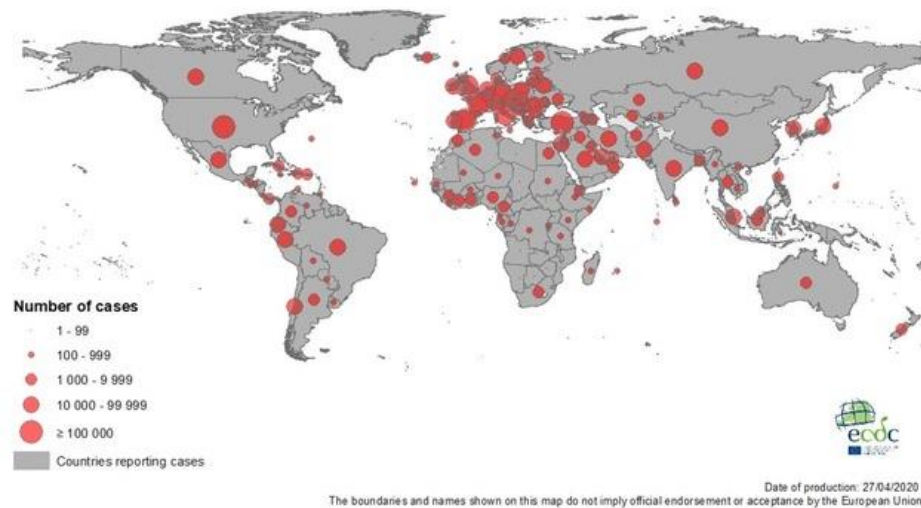 Number of cases
1 - 99
100 - 999
1 000 - 9 999
10 000 - 99 999
≥ 100 000
Countries reporting cases
ecdc
Date of production: 27/04/2020
The boundaries and names shown on this map do not imply official endorsement or acceptance by the European Union